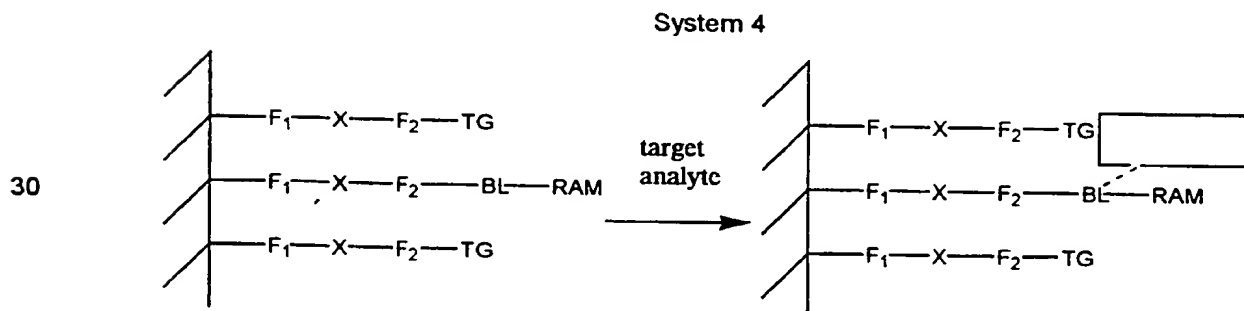 System 4
F₁—X—F₂—TG
30 F₁—X—F₂—BL—RAM
F₁—X—F₂—TG
target
analyte
F₁—X—F₂—TG
F₁—X—F₂—BL—RAM
F₁—X—F₂—TG